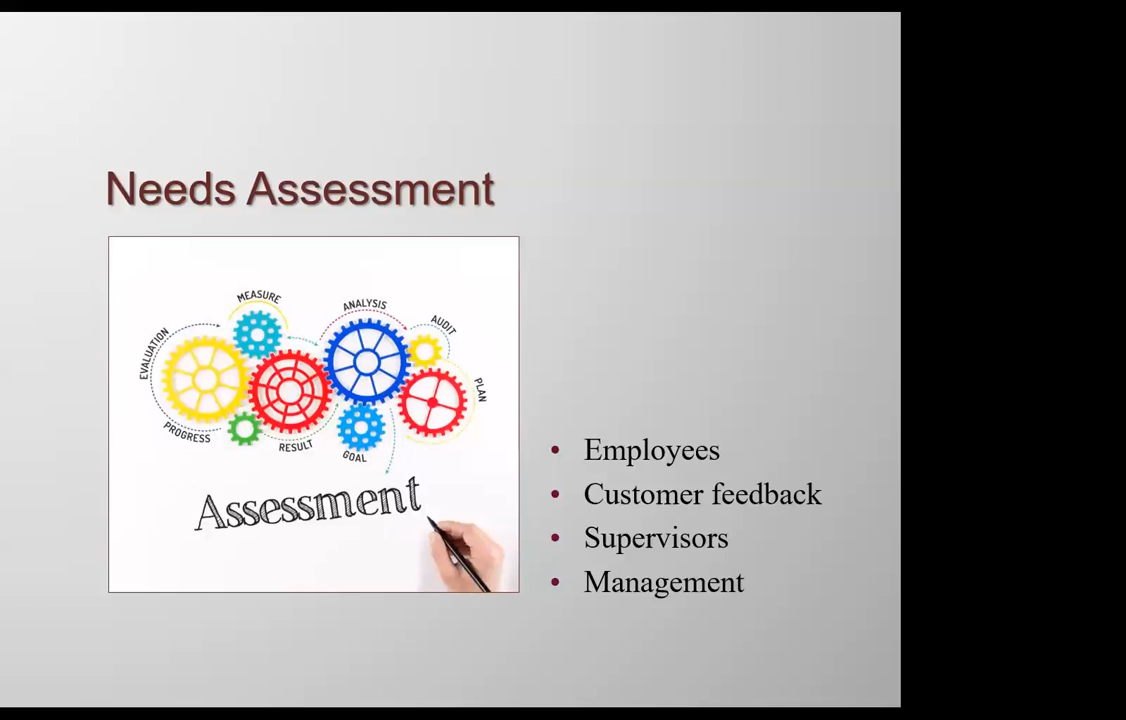 Needs Assessment
MEASURE
ANALYSIS
AUDIT
EVALUATION
PLAN
PROGRESS
RESULT
GOAL
Assessment
• Employees
• Customer feedback
• Supervisors
• Management